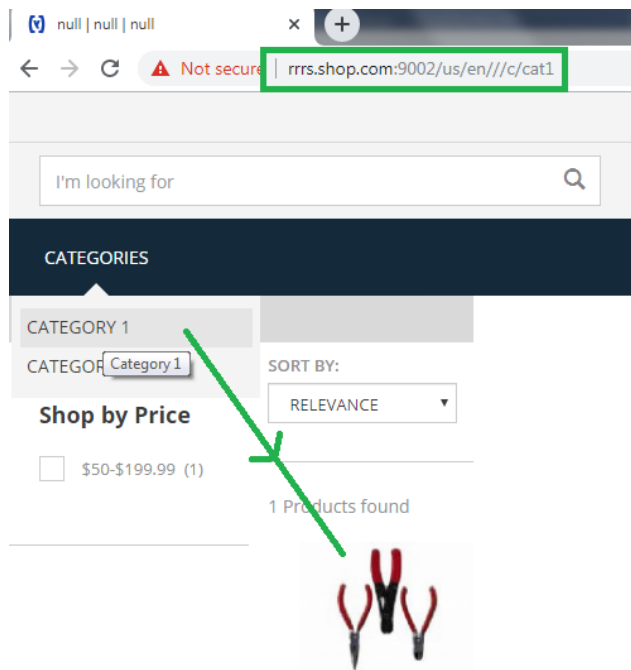 null | null | null
Not secure | rrrs.shop.com:9002/us/en///c/cat1
I'm looking for
CATEGORIES
CATEGORY 1
CATEGOR
Category 1
SORT BY:
RELEVANCE
Shop by Price
$50-$199.99 (1)
1 Products found